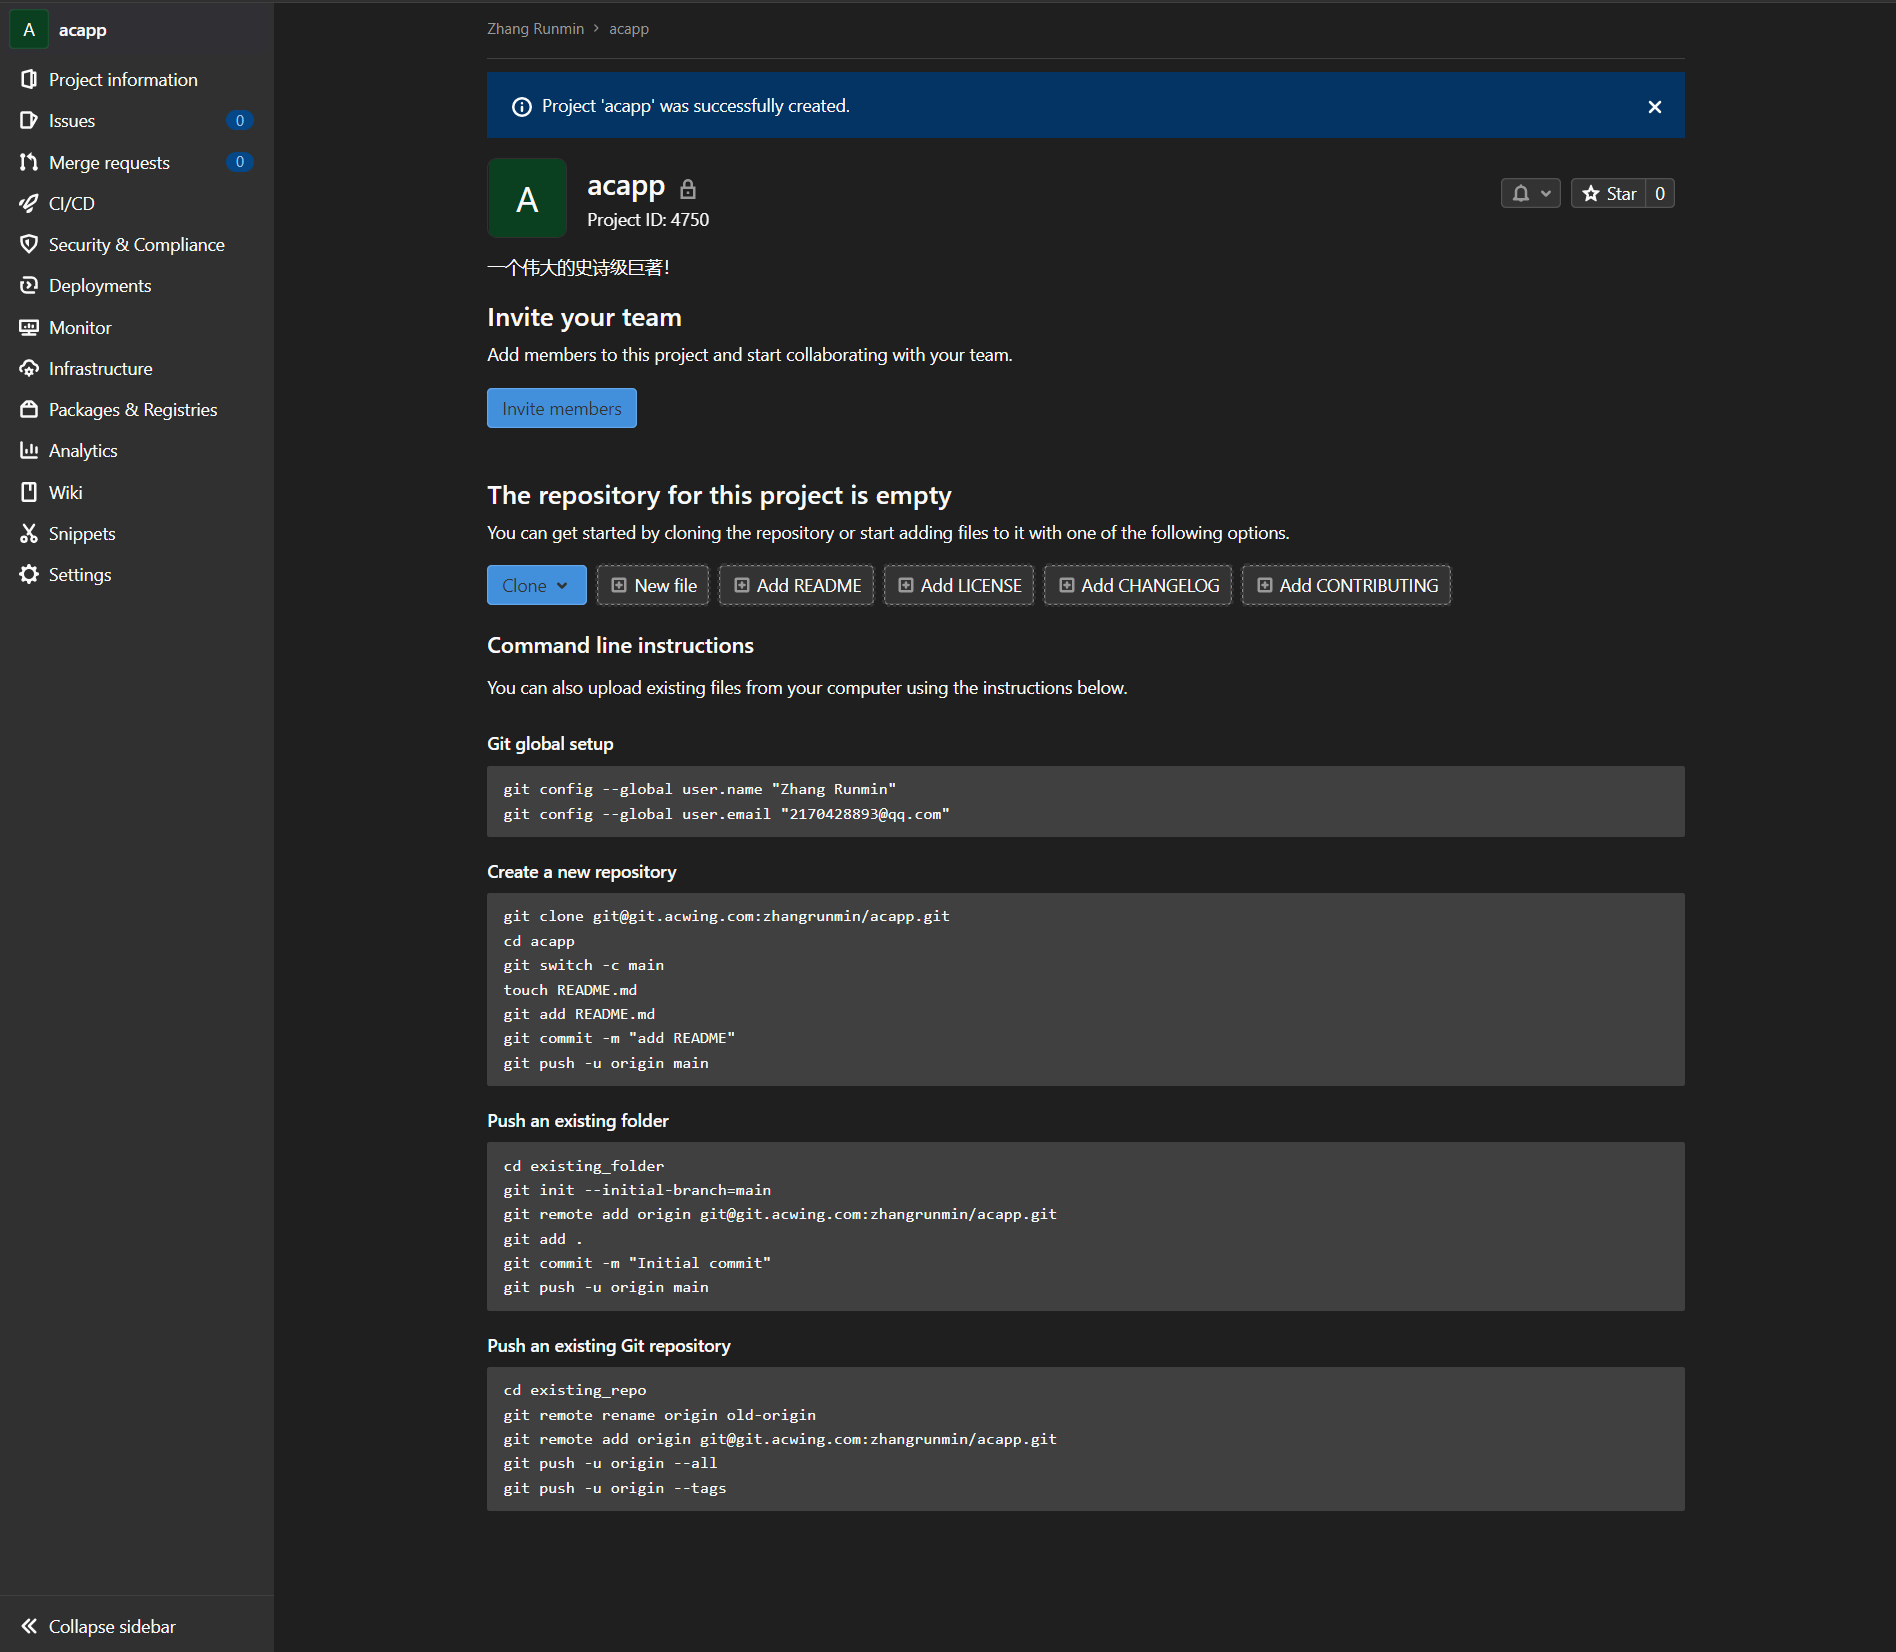 A acapp
Project information
Issues 0
Merge requests 0
CI/CD
Security & Compliance
Deployments
Monitor
Infrastructure
Packages & Registries
Analytics
Wiki
Snippets
Settings
Collapse sidebar
Zhang Runmin › acapp
Project 'acapp' was successfully created.
A
acapp
Project ID: 4750
Star 0
一个伟大的史诗级巨著!
Invite your team
Add members to this project and start collaborating with your team.
Invite members
The repository for this project is empty
You can get started by cloning the repository or start adding files to it with one of the following options.
Clone New file Add README Add LICENSE Add CHANGELOG Add CONTRIBUTING
Command line instructions
You can also upload existing files from your computer using the instructions below.
Git global setup
git config --global user.name "Zhang Runmin"
git config --global user.email "2170428893@qq.com"
Create a new repository
git clone git@git.acwing.com:zhangrunmin/acapp.git
cd acapp
git switch -c main
touch README.md
git add README.md
git commit -m "add README"
git push -u origin main
Push an existing folder
cd existing_folder
git init --initial-branch=main
git remote add origin git@git.acwing.com:zhangrunmin/acapp.git
git add .
git commit -m "Initial commit"
git push -u origin main
Push an existing Git repository
cd existing_repo
git remote rename origin old-origin
git remote add origin git@git.acwing.com:zhangrunmin/acapp.git
git push -u origin --all
git push -u origin --tags